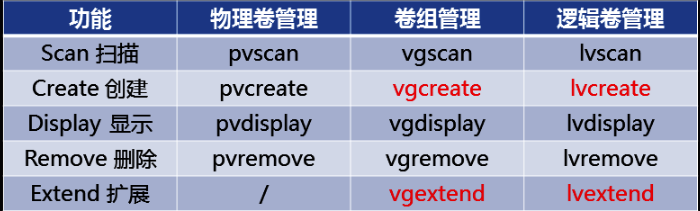 功能 物理卷管理 卷组管理 逻辑卷管理
Scan 扫描 pvscan vgscan lvscan
Create 创建 pvcreate vgcreate lvcreate
Display 显示 pvdisplay vgdisplay lvdisplay
Remove 删除 pvremove vgremove lvremove
Extend 扩展 / vgextend lvextend